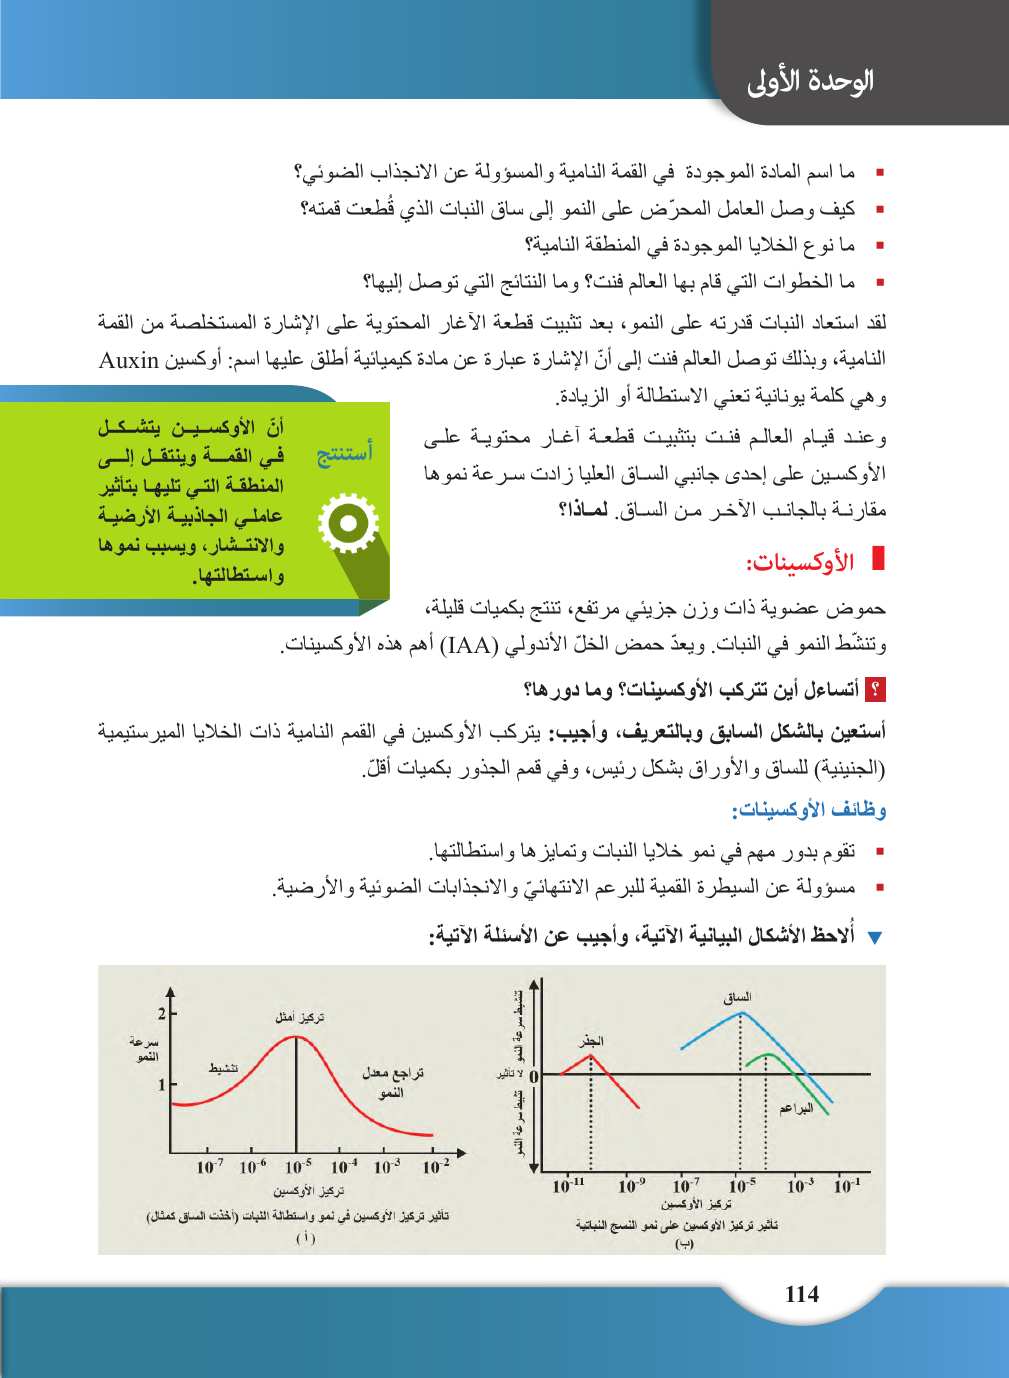 الوحدة الأولى
▪ ما اسم المادة الموجودة في القمة النامية والمسؤولة عن الانجذاب الضوئي؟
▪ كيف وصل العامل المحرّض على النمو إلى ساق النبات الذي قُطعت قمته؟
▪ ما نوع الخلايا الموجودة في المنطقة النامية؟
▪ ما الخطوات التي قام بها العالم فنت؟ وما النتائج التي توصل إليها؟
لقد استعاد النبات قدرته على النمو، بعد تثبيت قطعة الآغار المحتوية على الإشارة المستخلصة من القمة
النامية، وبذلك توصل العالم فنت إلى أنّ الإشارة عبارة عن مادة كيميائية أطلق عليها اسم: أوكسين Auxin
وهي كلمة يونانية تعني الاستطالة أو الزيادة.
وعند قيام العالم فنت بتثبيت قطعة آغار محتوية على
الأوكسين على إحدى جانبي الساق العليا زادت سرعة نموها
مقارنة بالجانب الآخر من الساق. لماذا؟
أستنتج
أنّ الأوكسين يتشكل
في القمة وينتقل إلى
المنطقة التي تليها بتأثير
عاملي الجاذبية الأرضية
والانتشار، ويسبب نموها
واستطالتها.
الأوكسينات:
حموض عضوية ذات وزن جزيئي مرتفع، تنتج بكميات قليلة،
وتنشّط النمو في النبات. ويعدّ حمض الخلّ الأندولي (IAA) أهم هذه الأوكسينات.
؟ أتساءل أين تتركب الأوكسينات؟ وما دورها؟
أستعين بالشكل السابق وبالتعريف، وأجيب: يتركب الأوكسين في القمم النامية ذات الخلايا الميرستيمية
(الجنينية) للساق والأوراق بشكل رئيس، وفي قمم الجذور بكميات أقلّ.
وظائف الأوكسينات:
▪ تقوم بدور مهم في نمو خلايا النبات وتمايزها واستطالتها.
▪ مسؤولة عن السيطرة القمية للبرعم الانتهائيّ والانجذابات الضوئية والأرضية.
▼ أُلاحظ الأشكال البيانية الآتية، وأجيب عن الأسئلة الآتية:
تنشيط سرعة النمو
تأثير
0
تثبيط سرعة النمو
الجذر
الساق
البراعم
10-11 10-9 10-7 10-5 10-3 10-1
تركيز الأوكسين
تأثير تركيز الأوكسين على نمو النسج النباتية
(ب)
2
سرعة
النمو
1
تنشيط
تركيز أمثل
تراجع معدل
النمو
10-7 10-6 10-5 10-4 10-3 10-2
تركيز الأوكسين
تأثير تركيز الأوكسين في نمو واستطالة النبات (أخذت الساق كمثال)
(أ)
114